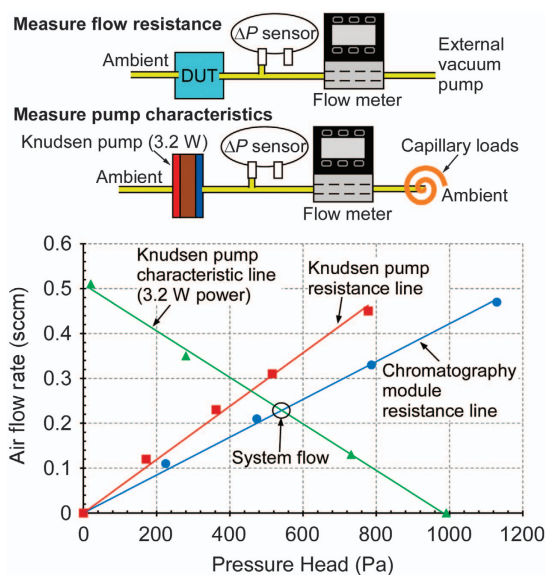 Measure flow resistance
ΔP sensor
Ambient
DUT
External
vacuum
pump
Flow meter
Measure pump characteristics
Knudsen pump (3.2 W)
ΔP sensor
Capillary loads
Ambient
Ambient
Flow meter
0.6
0.5
0.4
0.3
0.2
0.1
0
Air flow rate (sccm)
Knudsen pump
characteristic line
(3.2 W power)
Knudsen pump
resistance line
Chromatography
module
resistance line
System flow
0
200
400
600
800
1000
1200
Pressure Head (Pa)